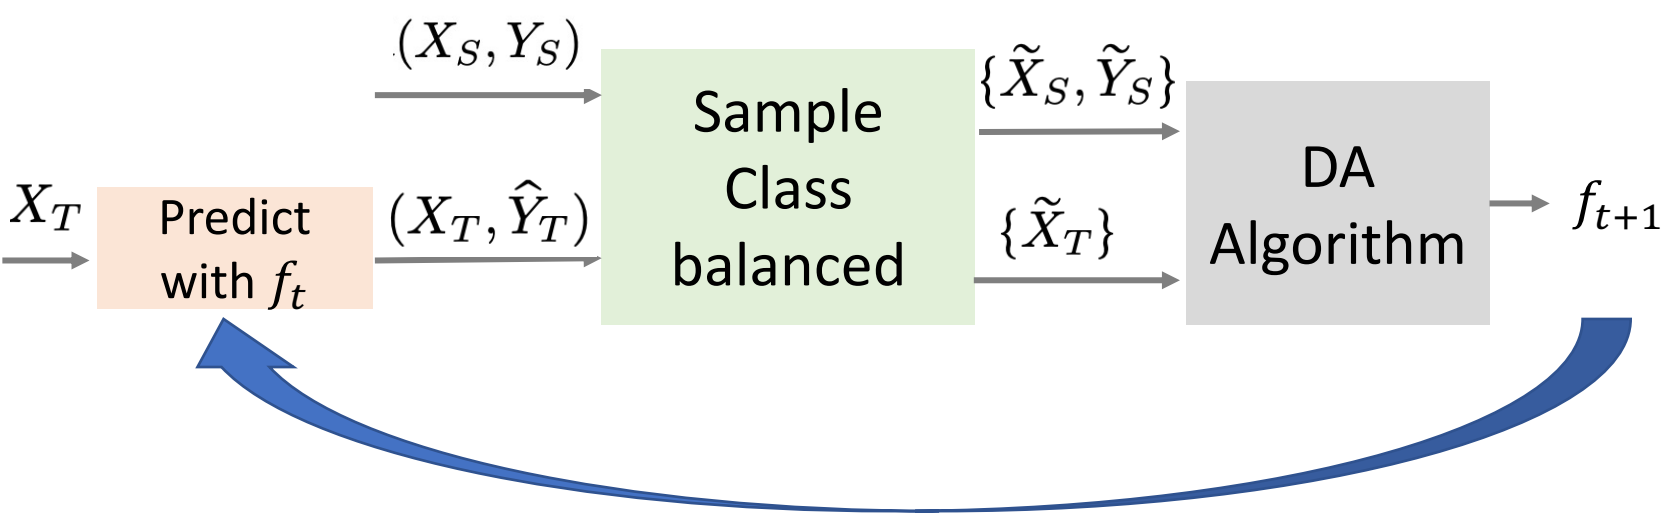 (X_S, Y_S)
X_T
Predict
with f_t
(X_T, Ŷ_T)
Sample
Class
balanced
{X̃_S, Ỹ_S}
{X̃_T}
DA
Algorithm
f_{t+1}